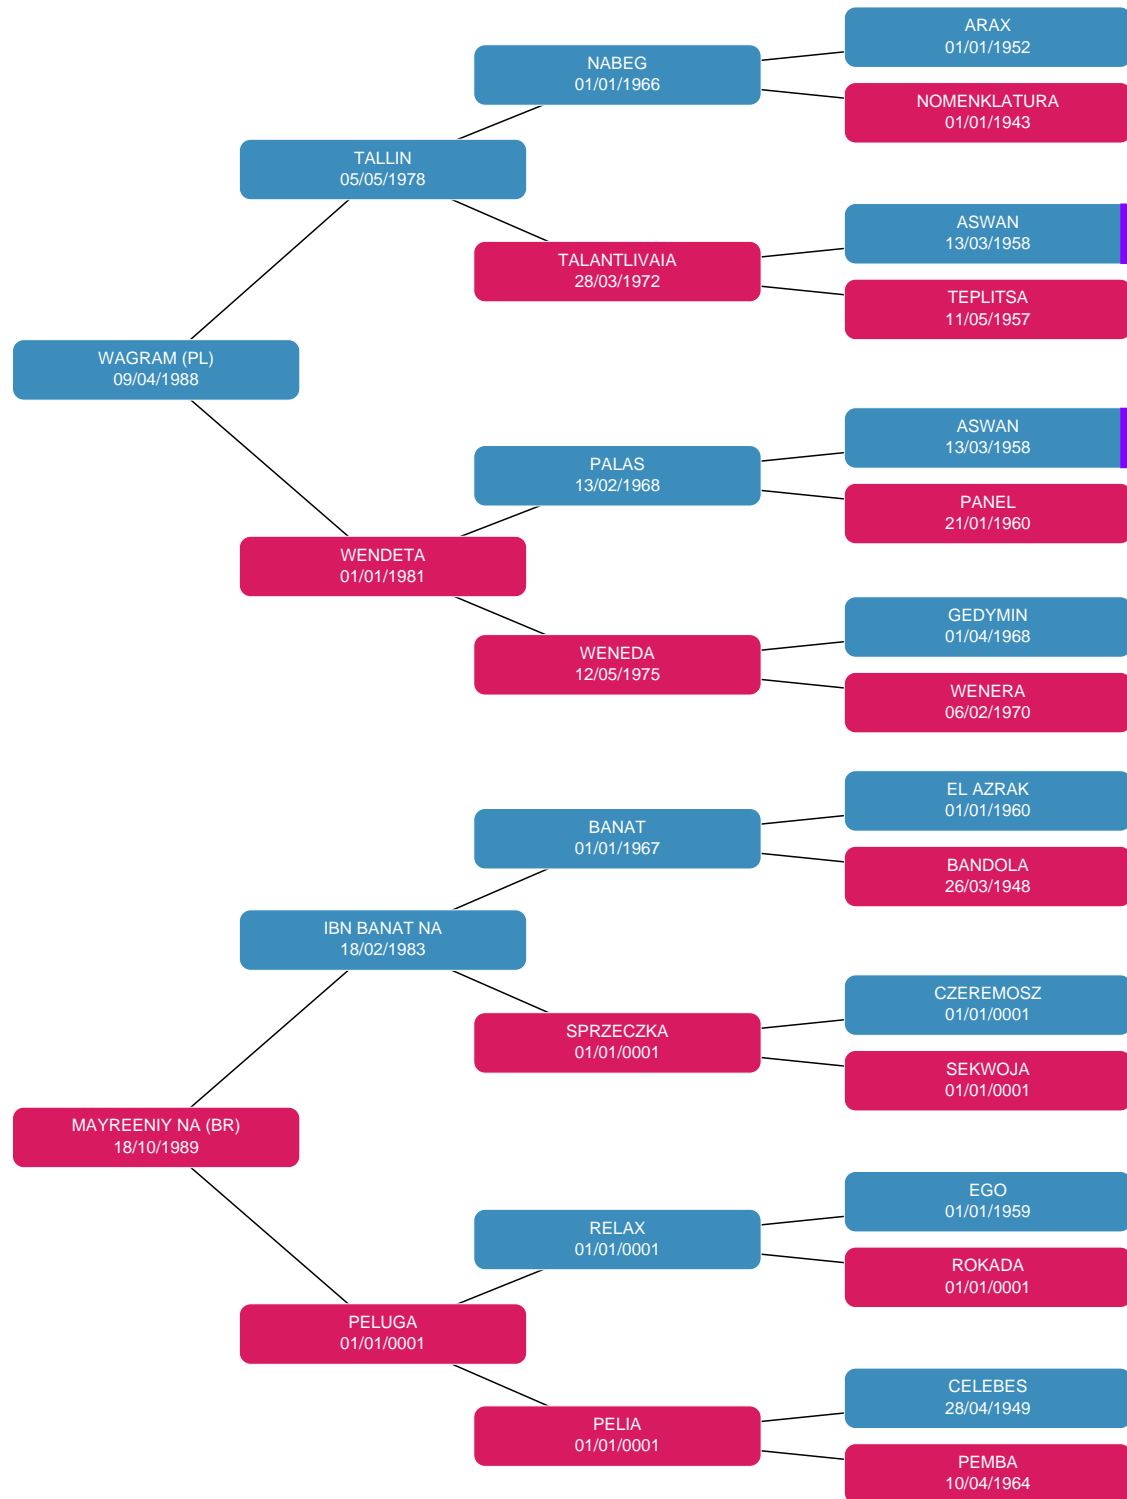 ARAX
01/01/1952
NABEG
01/01/1966
NOMENKLATURA
01/01/1943
TALLIN
05/05/1978
ASWAN
13/03/1958
TALANTLIVAIA
28/03/1972
TEPLITSA
11/05/1957
WAGRAM (PL)
09/04/1988
ASWAN
13/03/1958
PALAS
13/02/1968
PANEL
21/01/1960
WENDETA
01/01/1981
GEDYMIN
01/04/1968
WENEDA
12/05/1975
WENERA
06/02/1970
EL AZRAK
01/01/1960
BANAT
01/01/1967
BANDOLA
26/03/1948
IBN BANAT NA
18/02/1983
CZEREMOSZ
01/01/0001
SPRZECZKA
01/01/0001
SEKWOJA
01/01/0001
MAYREENIY NA (BR)
18/10/1989
EGO
01/01/1959
RELAX
01/01/0001
ROKADA
01/01/0001
PELUGA
01/01/0001
CELEBES
28/04/1949
PELIA
01/01/0001
PEMBA
10/04/1964